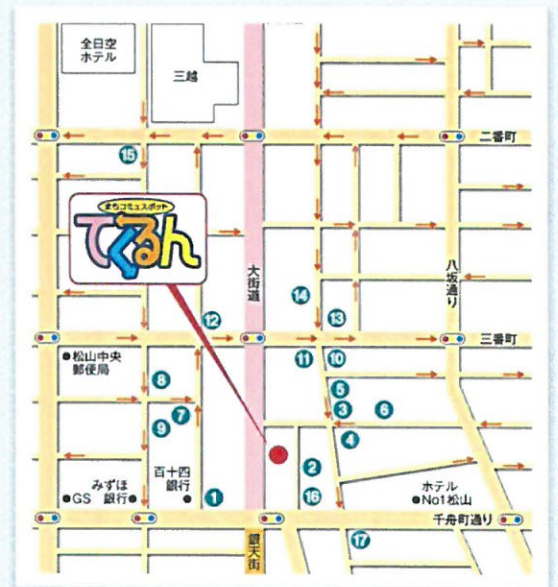 全日空
ホテル
三越
二番町
15
まちコミュスポット
てくるん
大街道
八坂通り
14
12
13
三番町
松山中央
郵便局
11
10
8
5
7
3
6
9
4
みずほ
銀行
百十四
銀行
2
ホテル
No1松山
GS
1
16
千舟町通り
銀天街
17